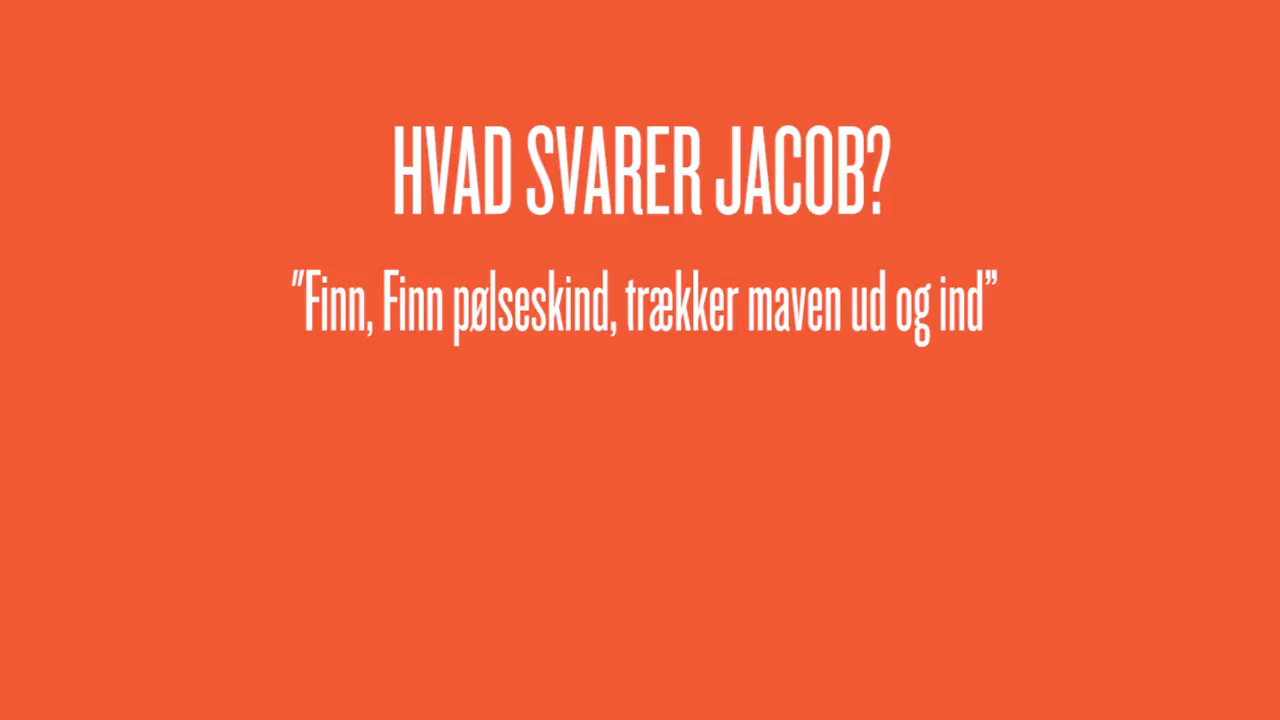 HVAD SVARER JACOB?
"Finn, Finn pølseskind, trækker maven ud og ind”